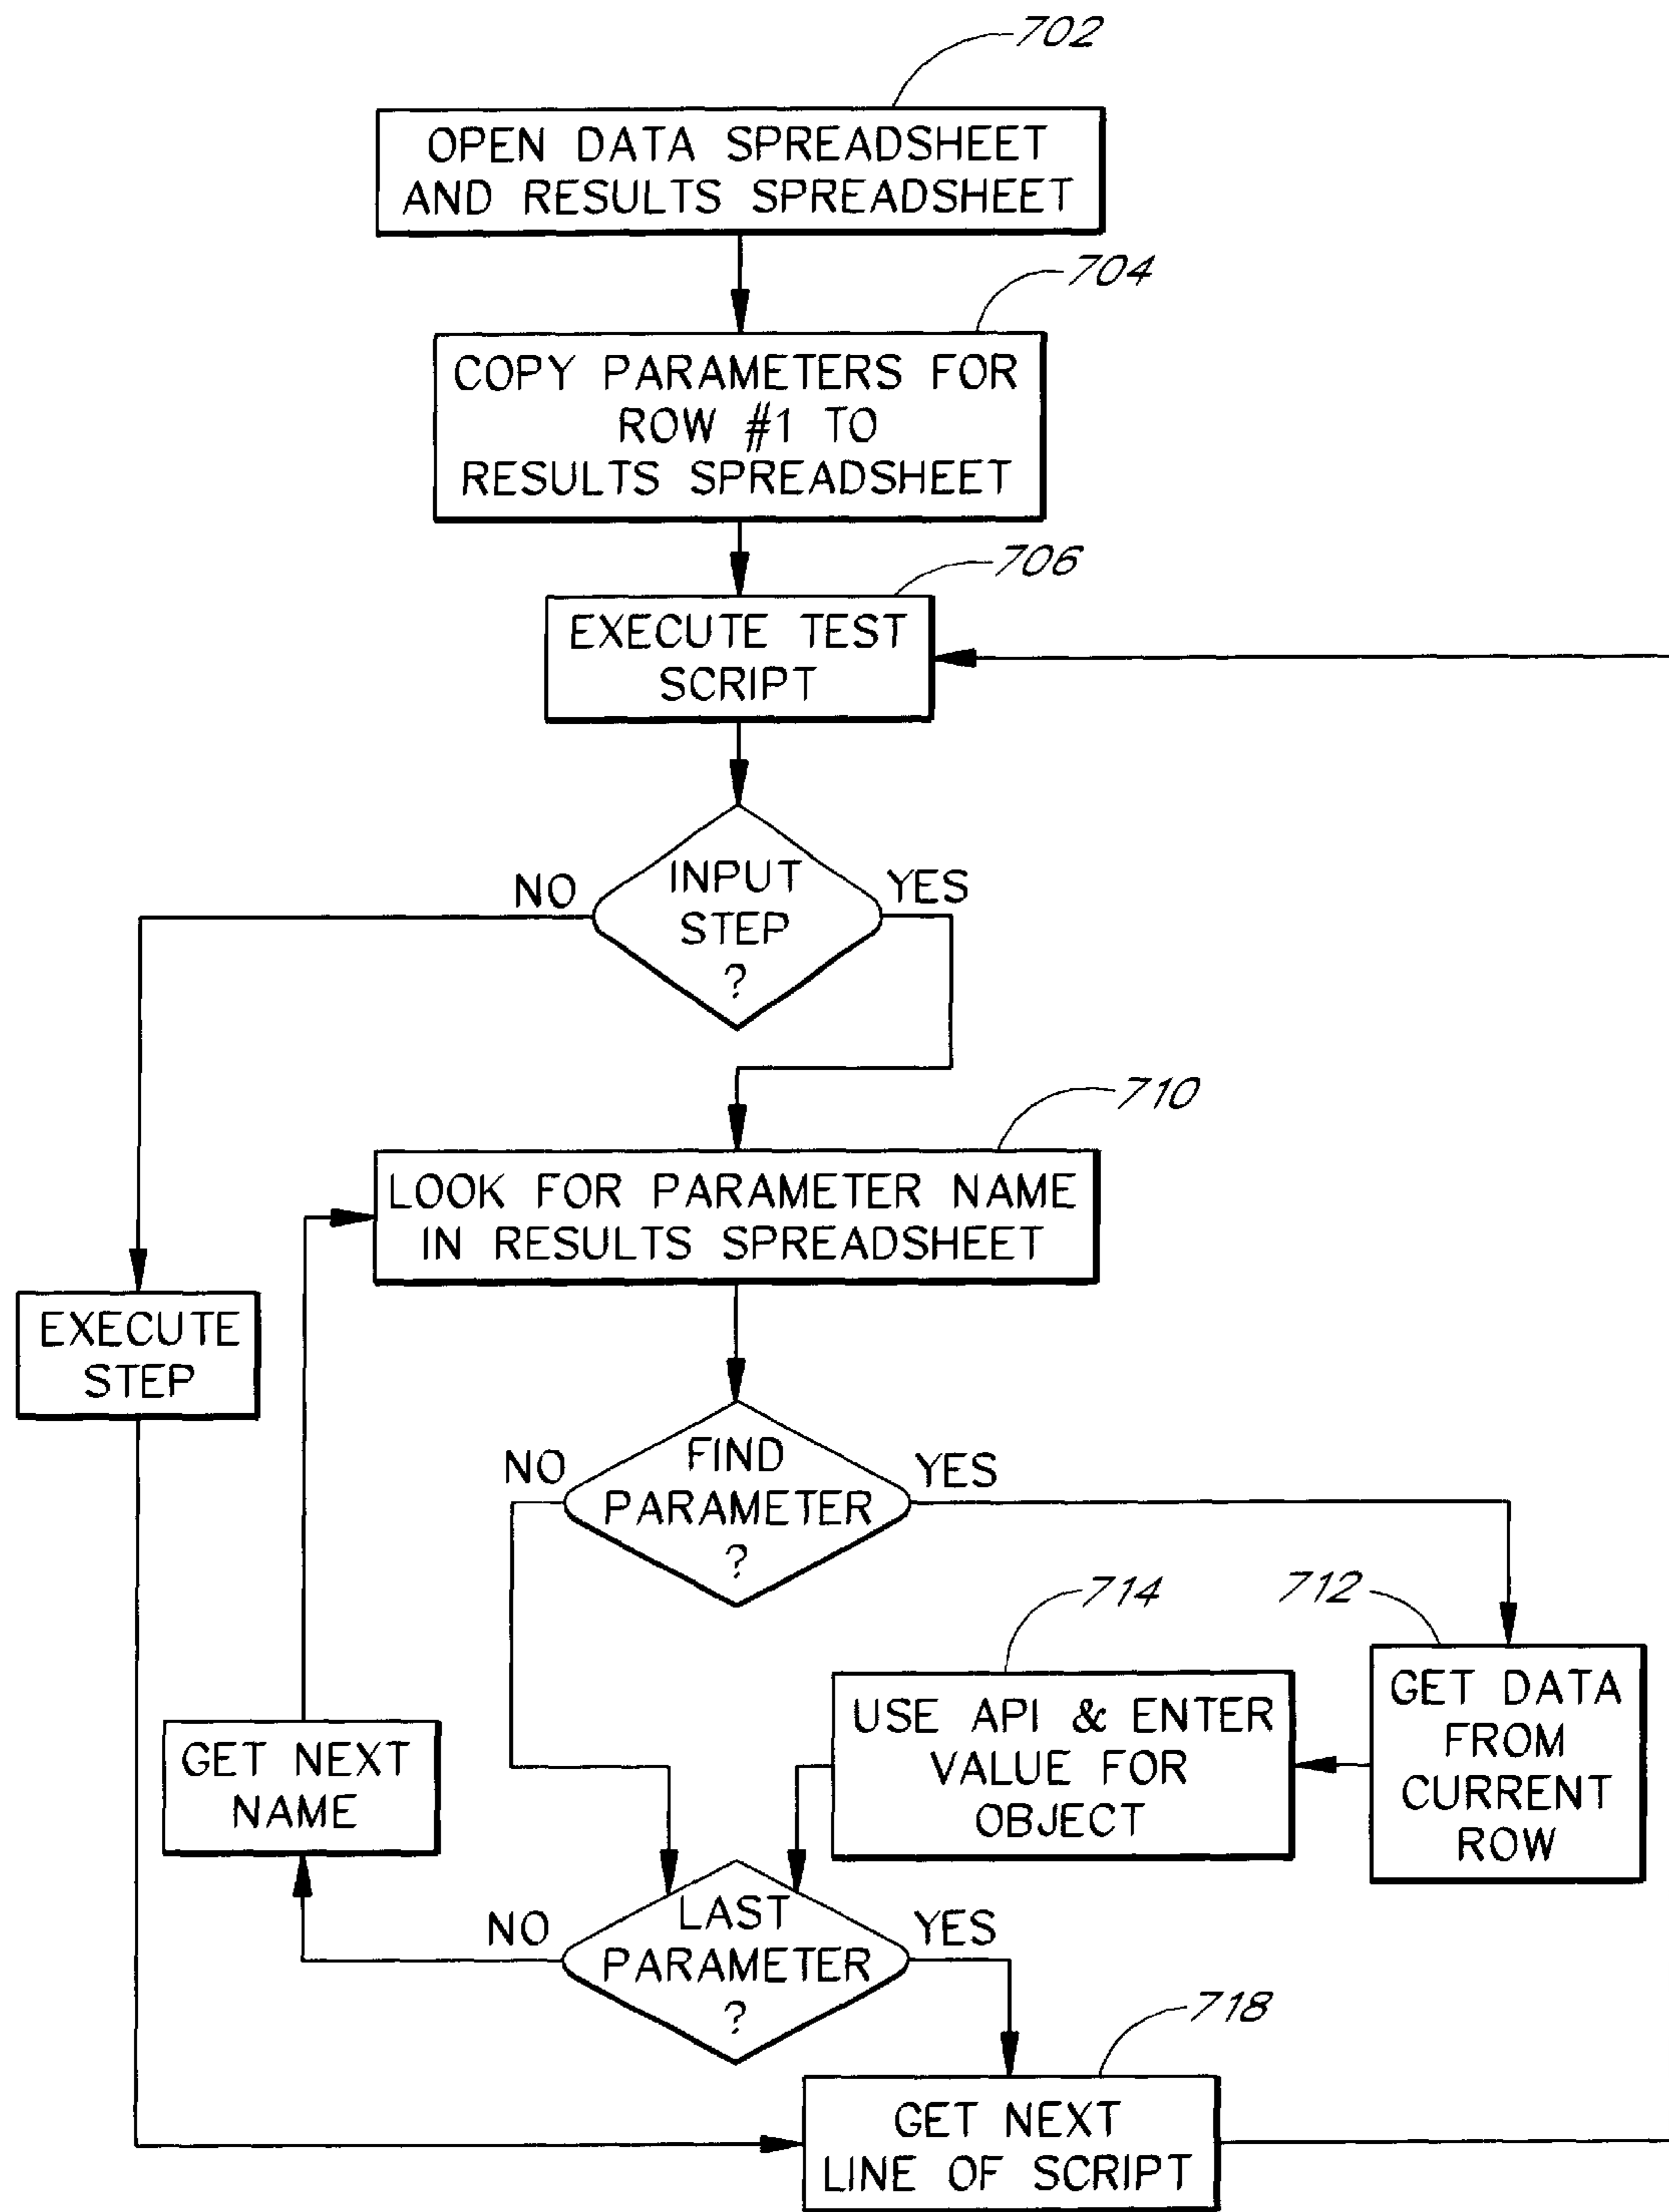 702
OPEN DATA SPREADSHEET
AND RESULTS SPREADSHEET
704
COPY PARAMETERS FOR
ROW #1 TO
RESULTS SPREADSHEET
706
EXECUTE TEST
SCRIPT
NO
INPUT
STEP
?
YES
710
LOOK FOR PARAMETER NAME
IN RESULTS SPREADSHEET
EXECUTE
STEP
NO
FIND
PARAMETER
?
YES
714
712
USE API & ENTER
VALUE FOR
OBJECT
GET DATA
FROM
CURRENT
ROW
GET NEXT
NAME
NO
LAST
PARAMETER
?
YES
718
GET NEXT
LINE OF SCRIPT